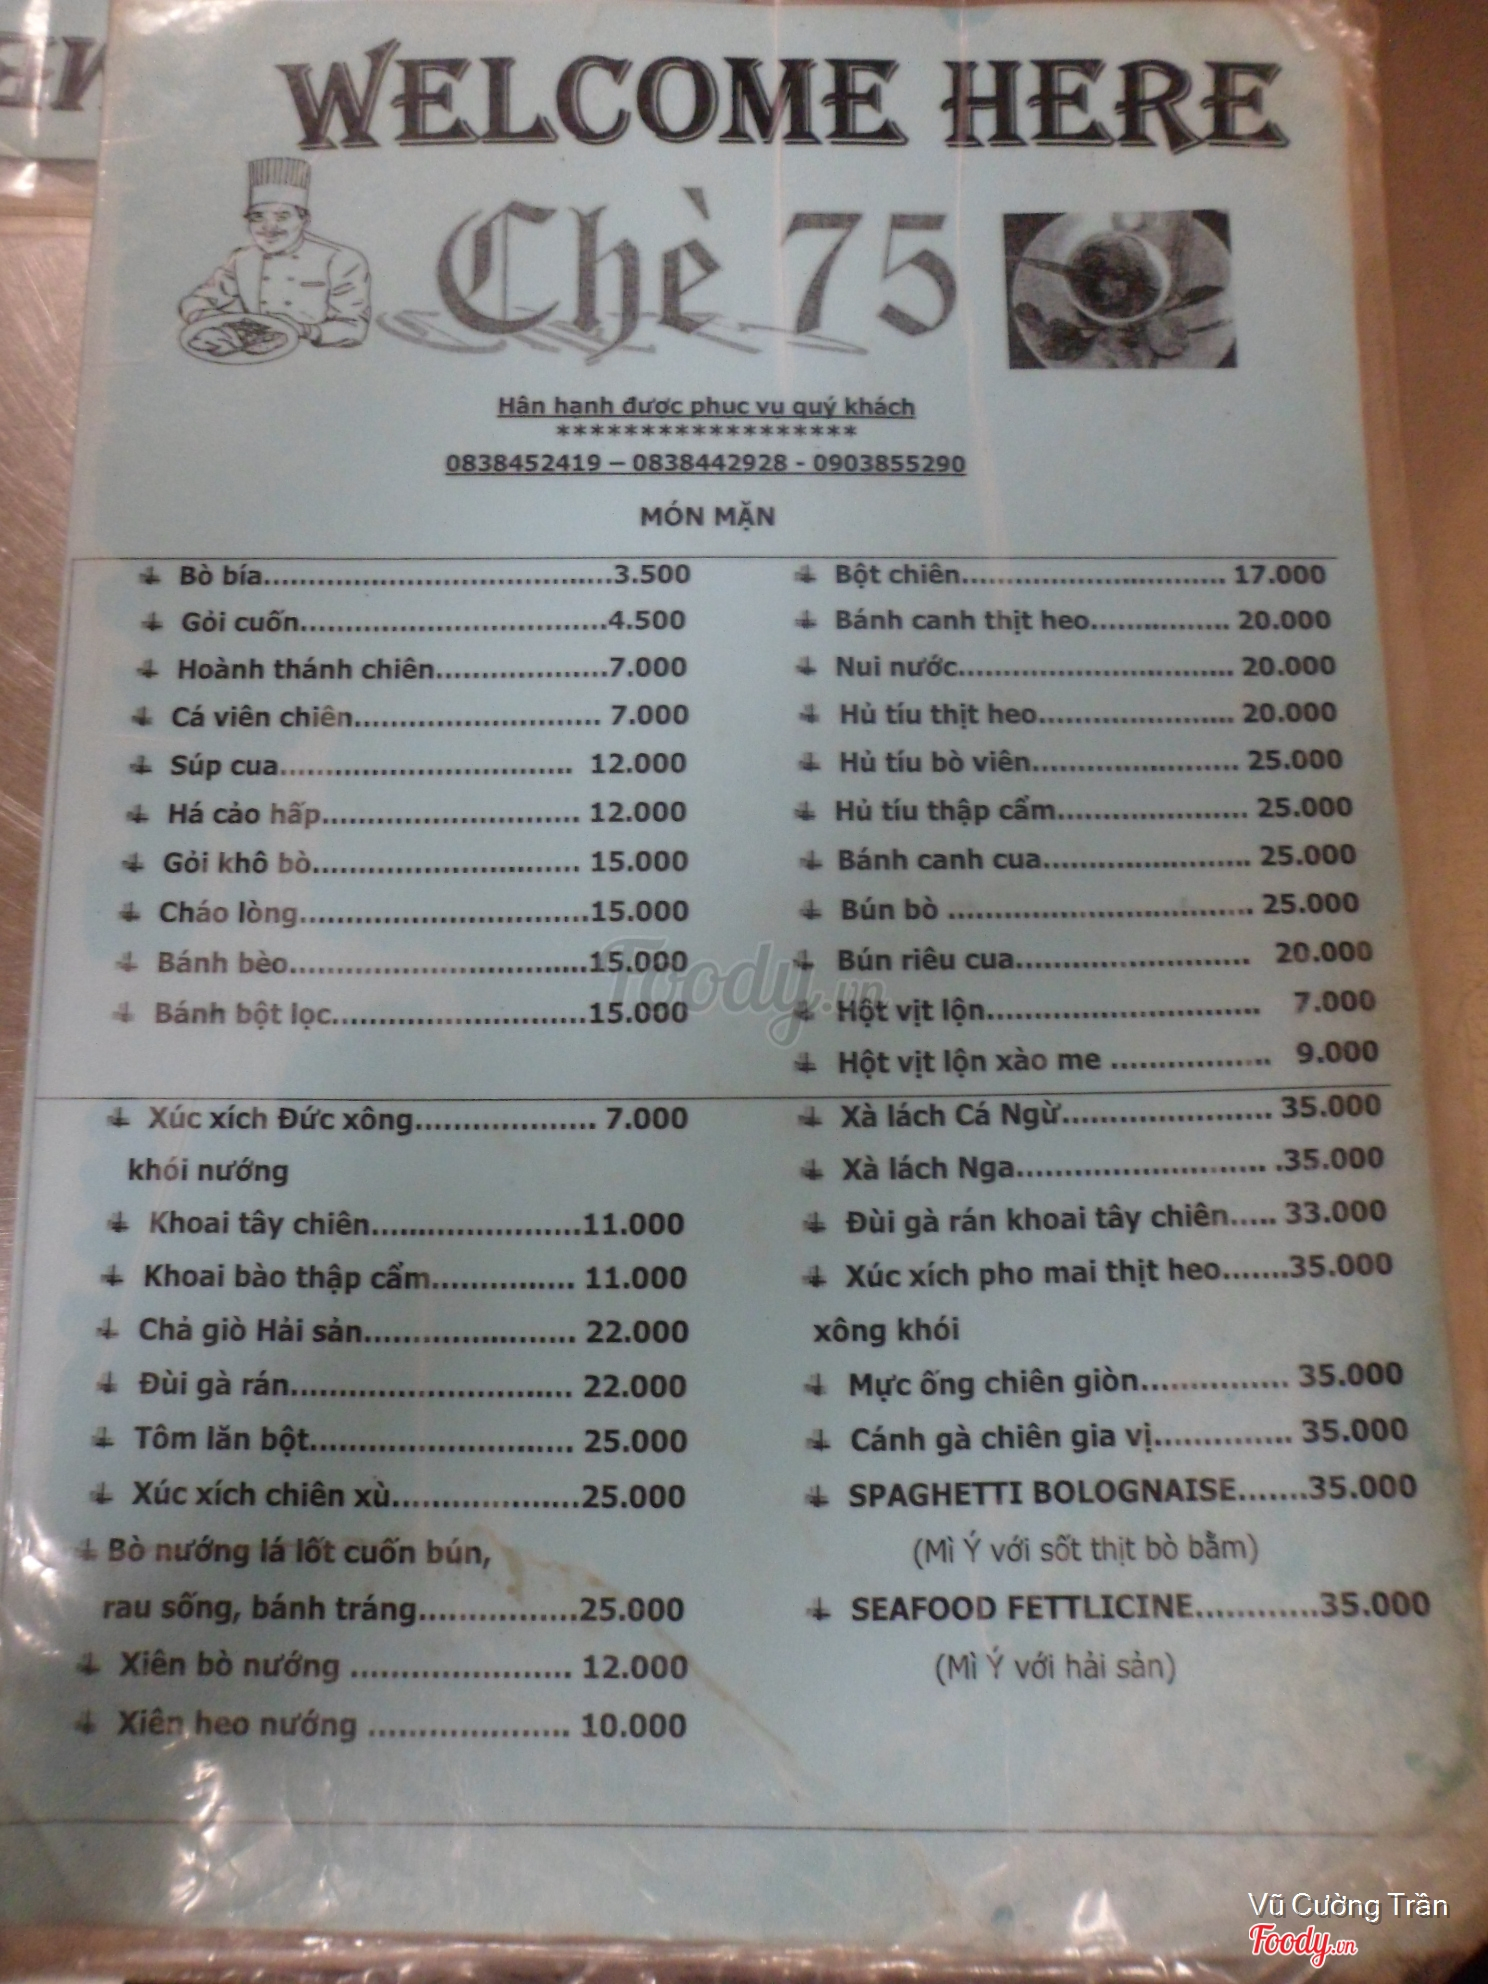 WELCOME HERE
Chè 75
Hân hạnh được phục vụ quý khách
******************
0838452419 – 0838442928 - 0903855290
MÓN MẶN
Bò bía.......................................3.500
Gỏi cuốn...................................4.500
Hoành thánh chiên...................7.000
Cá viên chiên............................ 7.000
Súp cua................................. 12.000
Há cảo hấp............................. 12.000
Gỏi khô bò.............................. 15.000
Cháo lòng................................15.000
Bánh bèo.................................15.000
Bánh bột lọc............................15.000
Bột chiên.............................. 17.000
Bánh canh thịt heo................ 20.000
Nui nước............................... 20.000
Hủ tíu thịt heo...................... 20.000
Hủ tíu bò viên....................... 25.000
Hủ tíu thập cẩm..................... 25.000
Bánh canh cua....................... 25.000
Bún bò .................................. 25.000
Bún riêu cua.......................... 20.000
Hột vịt lộn.............................. 7.000
Hột vịt lộn xào me .................. 9.000
Xúc xích Đức xông.................... 7.000
khói nướng
Khoai tây chiên.......................11.000
Khoai bào thập cẩm................ 11.000
Chả giò Hải sản........................ 22.000
Đùi gà rán................................ 22.000
Tôm lăn bột............................. 25.000
Xúc xích chiên xù....................25.000
Bò nướng lá lốt cuốn bún,
rau sống, bánh tráng.................25.000
Xiên bò nướng ........................ 12.000
Xiên heo nướng ...................... 10.000
Xà lách Cá Ngừ....................... 35.000
Xà lách Nga........................... .35.000
Đùi gà rán khoai tây chiên..... 33.000
Xúc xích pho mai thịt heo.......35.000
xông khói
Mực ống chiên giòn................ 35.000
Cánh gà chiên gia vị............... 35.000
SPAGHETTI BOLOGNAISE.......35.000
(Mì Ý với sốt thịt bò bằm)
SEAFOOD FETTLICINE............35.000
(Mì Ý với hải sản)
Foody.vn
Vũ Cường Trần
Foody.vn